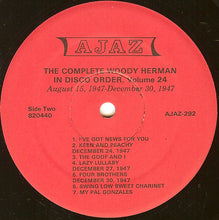 AJAZ
THE COMPLETE WOODY HERMAN
IN DISCO ORDER, Volume 24
August 15, 1947-December 30, 1947
Side Two
820440
AJAZ-292
1. I'VE GOT NEWS FOR YOU
2. KEEN AND PEACHY
DECEMBER 24, 1947
3. THE GOOF AND I
4. LAZY LULLABY
DECEMBER 27, 1947
5. FOUR BROTHERS
DECEMBER 30, 1947
6. SWING LOW SWEET CHARINET
7. MY PAL GONZALES